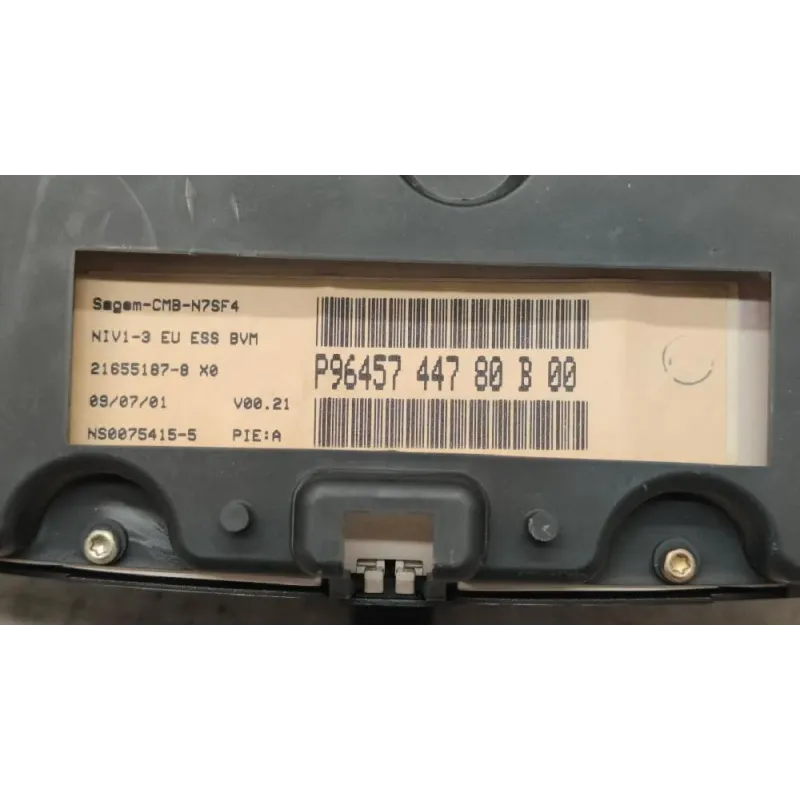 Sagem-CMB-N7SF4
NIV1-3 EU ESS BVM
21655187-8 X0
09/07/01 V00.21
NS0075415-5 PIE:A
P96457 447 80 B 00